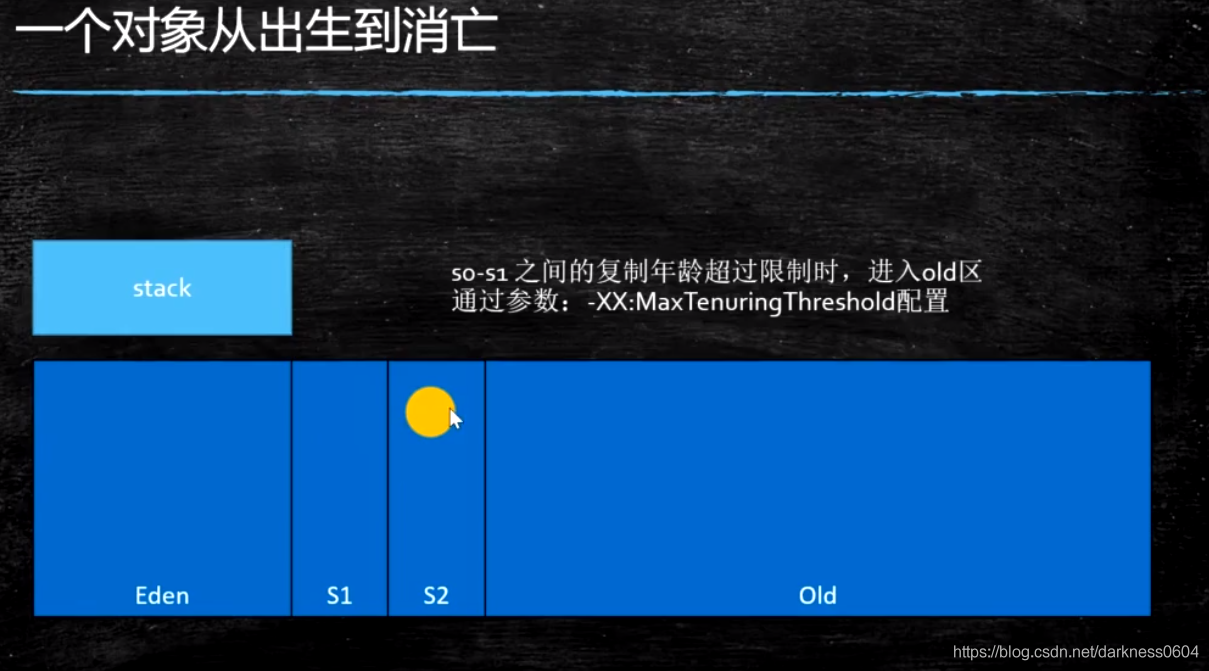 一个对象从出生到消亡
stack
s0-s1 之间的复制年龄超过限制时，进入old区
通过参数：-XX:MaxTenuringThreshold配置
Eden
S1
S2
Old
https://blog.csdn.net/darkness0604